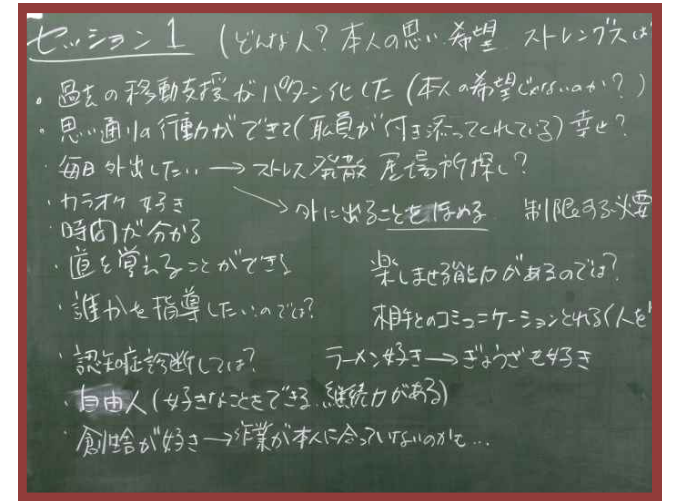 セッション1 (どんな人? 本人の思い 希望 ストレングスは
・過去の移動支援がパターン化した (本人の希望じゃないのか?)
・思い通りの行動ができて(職員が付き添ってくれている) 幸せ?
・毎日外出したい → ストレス発散 居場所探し?
・カラオケ好き
→外に出ることをほめる 制限する必要
・時間が分かる
・道を覚えることができる
楽しませる能力があるのでは?
・誰かを指導したいのでは?
相手とのコミュニケーションとれる(人を
・認知症診断しては?
ラーメン好き→ぎょうざも好き
・自由人(好きなことをできる 継続力がある)
・創作が好き→作業が本人に合っていないのかも…